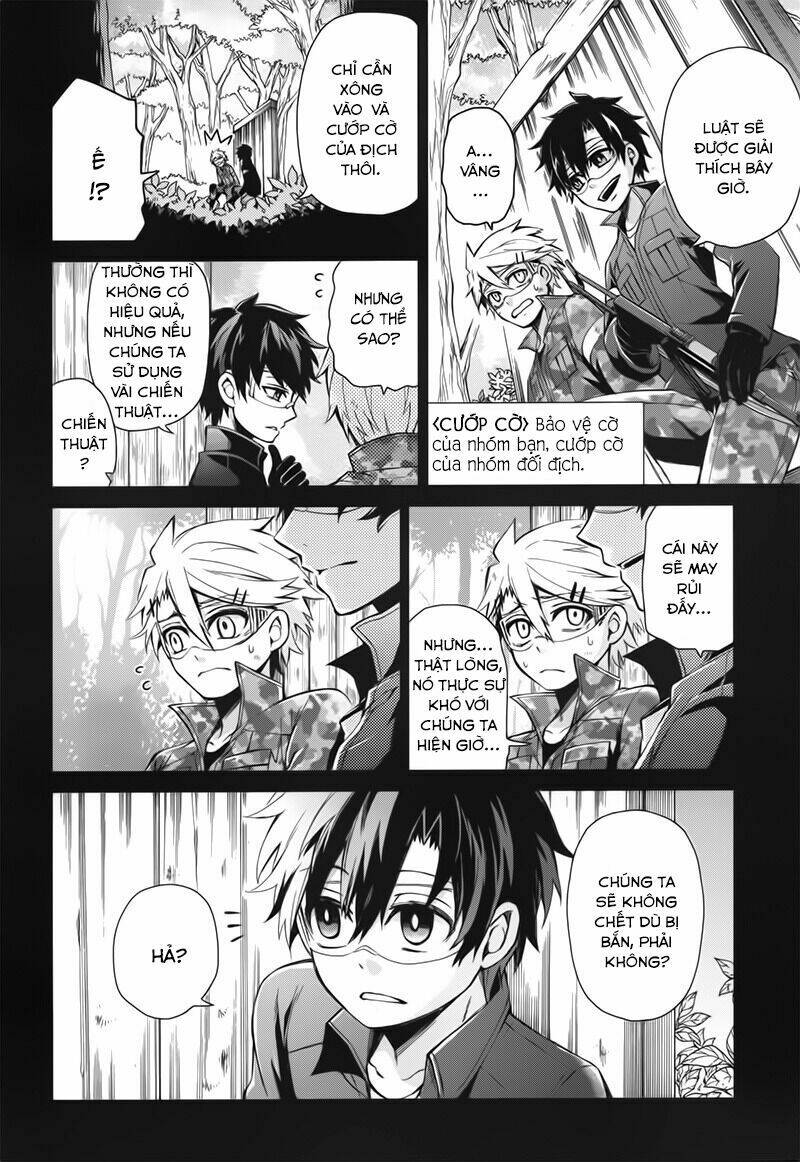 LUẬT SẼ
ĐƯỢC GIẢI
THÍCH BÂY
GIỜ.
A...
VÂNG
...
<CƯỚP CỜ> Bảo vệ cờ
của nhóm bạn, cướp cờ
của nhóm đối địch.
CHỈ CẦN
XÔNG
VÀO VÀ
CƯỚP CỜ
CỦA ĐỊCH
THÔI.
Ể
!?
NHƯNG
CÓ THỂ
SAO?
THƯỜNG THÌ
KHÔNG CÓ
HIỆU QUẢ,
NHƯNG NẾU
CHÚNG TA
SỬ DỤNG
VÀI CHIẾN
THUẬT...
CHIẾN
THUẬT
?
CÁI NÀY
SẼ MAY
RỦI
ĐẤY...
NHƯNG...
THẬT LÒNG,
NÓ THỰC SỰ
KHÓ VỚI
CHÚNG TA
HIỆN GIỜ...
CHÚNG TA
SẼ KHÔNG
CHẾT DÙ BỊ
BẮN, PHẢI
KHÔNG?
HẢ?